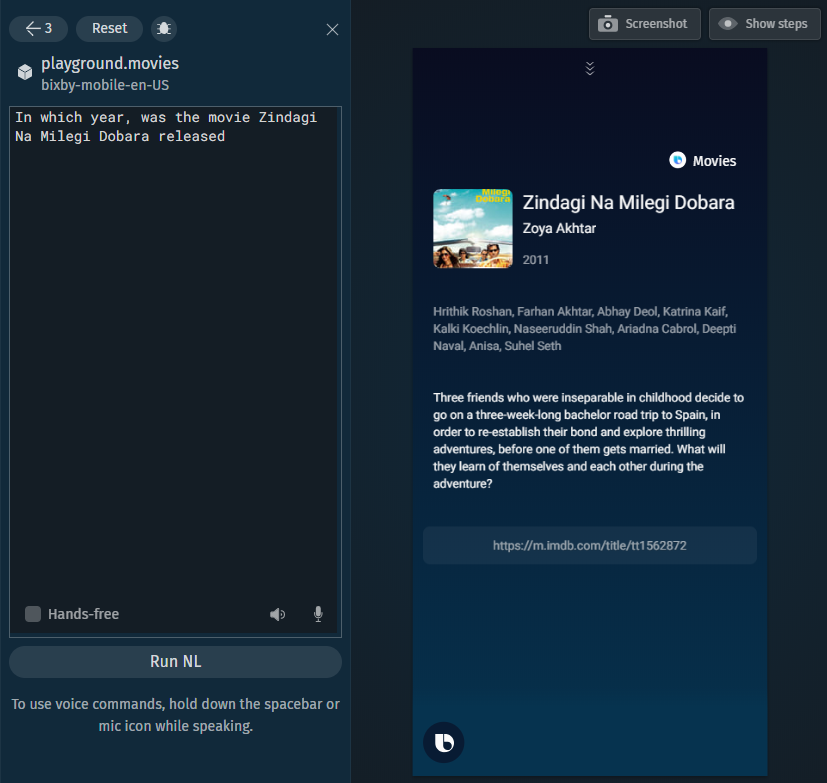 3
Reset
playground.movies
bixby-mobile-en-US
In which year, was the movie Zindagi
Na Milegi Dobara released
Hands-free
Run NL
To use voice commands, hold down the spacebar or
mic icon while speaking.
Screenshot
Show steps
Movies
Milegi
Dobara
Zindagi Na Milegi Dobara
Zoya Akhtar
2011
Hrithik Roshan, Farhan Akhtar, Abhay Deol, Katrina Kaif,
Kalki Koechlin, Naseeruddin Shah, Ariadna Cabrol, Deepti
Naval, Anisa, Suhel Seth
Three friends who were inseparable in childhood decide to
go on a three-week-long bachelor road trip to Spain, in
order to re-establish their bond and explore thrilling
adventures, before one of them gets married. What will
they learn of themselves and each other during the
adventure?
https://m.imdb.com/title/tt1562872